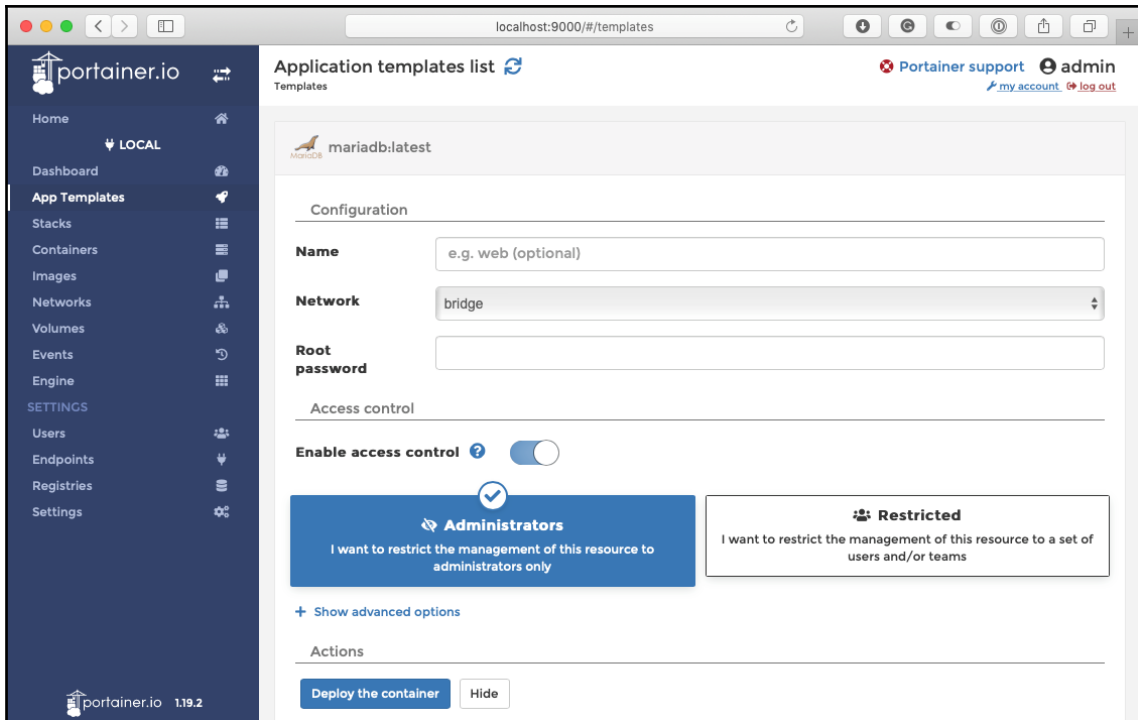 localhost:9000/#/templates
portainer.io
Application templates list
Portainer support admin
Templates
my account log out
Home
LOCAL
Dashboard
App Templates
Stacks
Containers
Images
Networks
Volumes
Events
Engine
SETTINGS
Users
Endpoints
Registries
Settings
portainer.io 1.19.2
MariaDB
mariadb:latest
Configuration
Name
e.g. web (optional)
Network
bridge
Root
password
Access control
Enable access control ?
Administrators
I want to restrict the management of this resource to
administrators only
Restricted
I want to restrict the management of this resource to a set of
users and/or teams
+ Show advanced options
Actions
Deploy the container
Hide